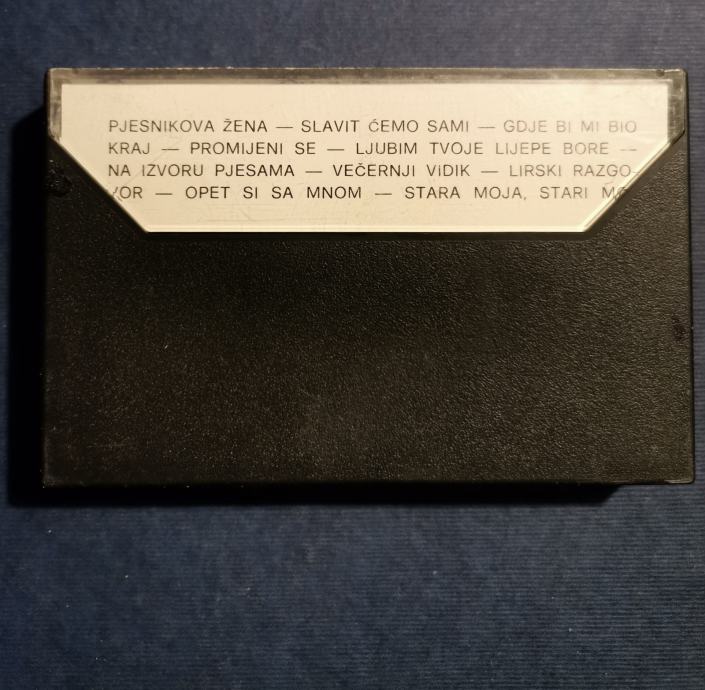 PJESNIKOVA ŽENA — SLAVIT ĆEMO SAMI — GDJE BI MI BIO
KRAJ — PROMIJENI SE — LJUBIM TVOJE LIJEPE BORE —
NA IZVORU PJESAMA — VEČERNJI VIDIK — LIRSKI RAZGO-
VOR — OPET SI SA MNOM — STARA MOJA, STARI